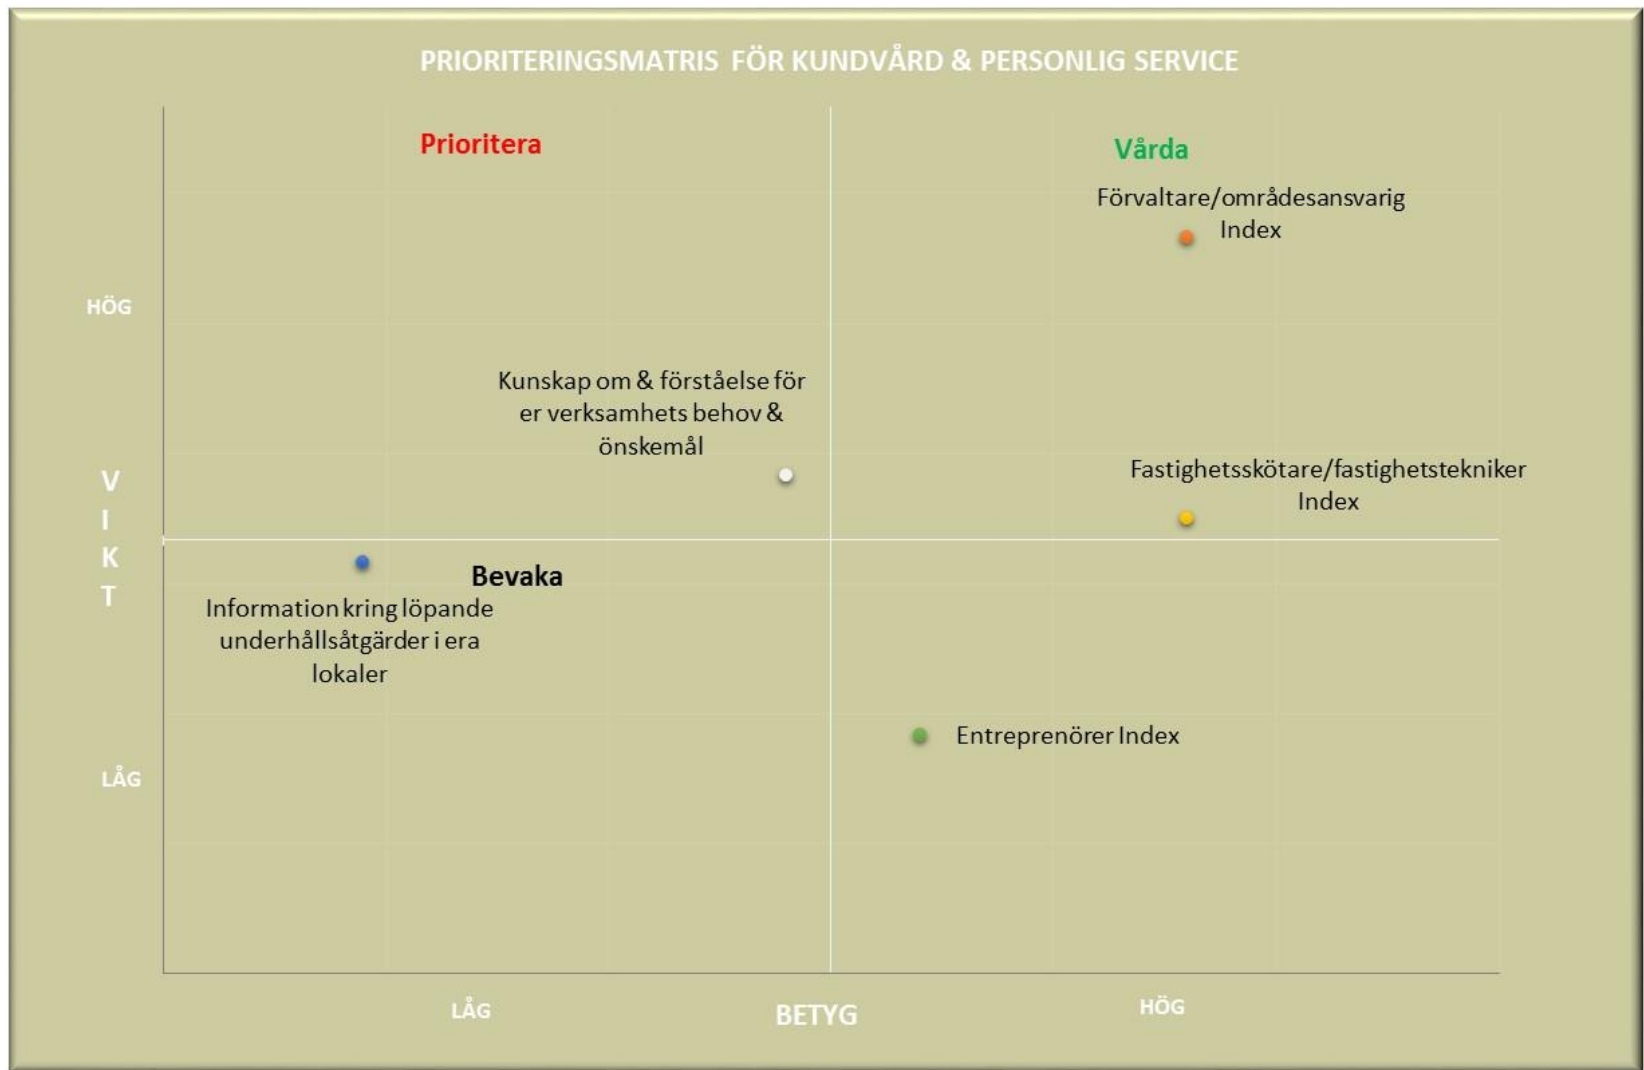 PRIORITERINGSMATRIS FÖR KUNDVÅRD & PERSONLIG SERVICE
Prioritera
Vårda
Förvaltare/områdesansvarig
Index
HÖG
Kunskap om & förståelse för
er verksamhets behov &
önskemål
Fastighetsskötare/fastighetstekniker
Index
V
I
K
T
Bevaka
Information kring löpande
underhållsåtgärder i era
lokaler
Entreprenörer Index
LÅG
LÅG
BETYG
HÖG